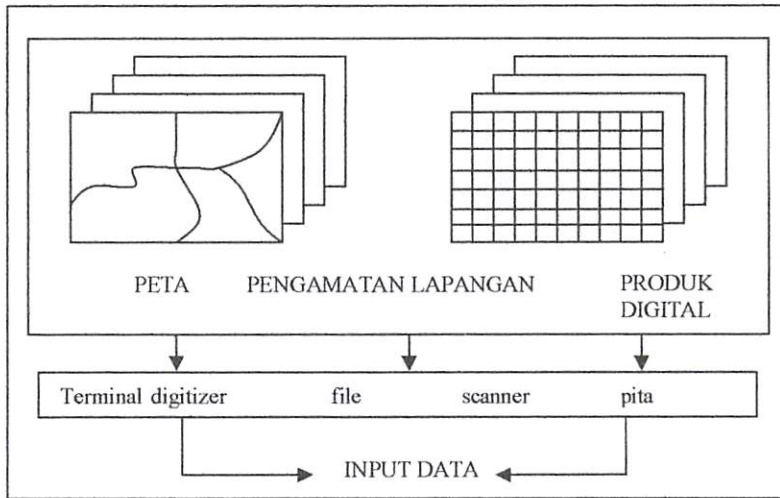 PETA PENGAMATAN LAPANGAN PRODUK
DIGITAL
Terminal digitizer file scanner pita
INPUT DATA